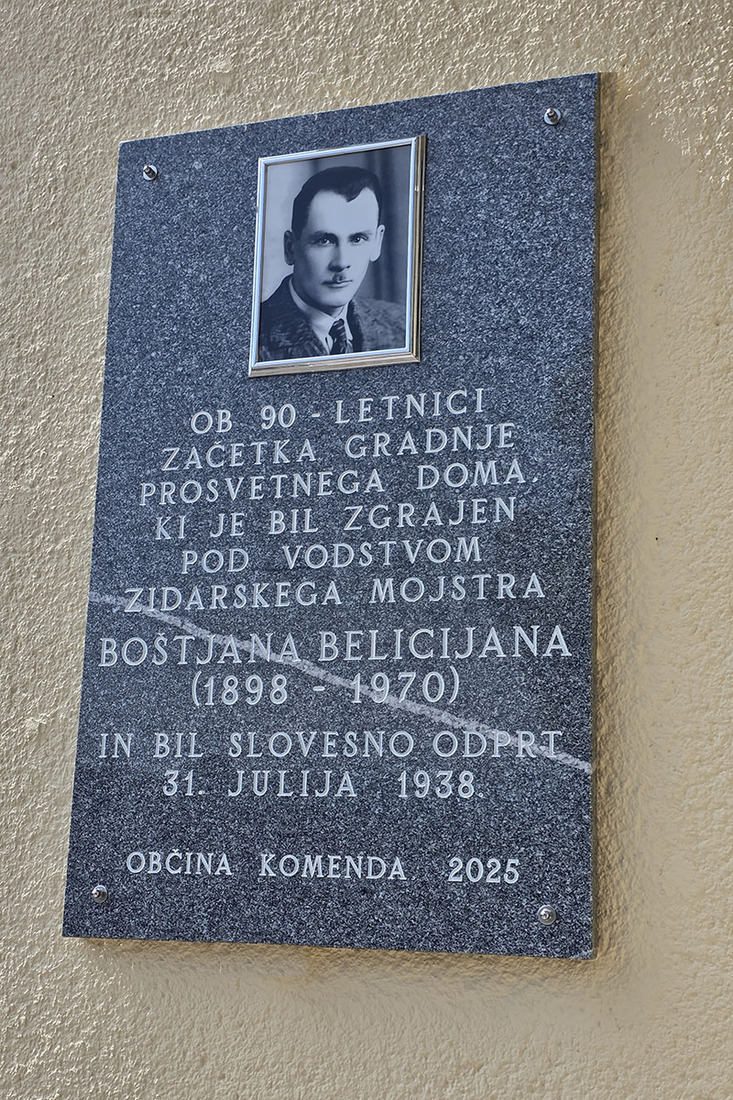 OB 90 - LETNICI
ZAČETKA GRADNJE
PROSVETNEGA DOMA.
KI JE BIL ZGRAJEN
POD VODSTVOM
ZIDARSKEGA MOJSTRA
BOŠTJANA BELICIJANA
(1898 - 1970)
IN BIL SLOVESNO ODPRT
31. JULIJA 1938.
OBČINA KOMENDA 2025